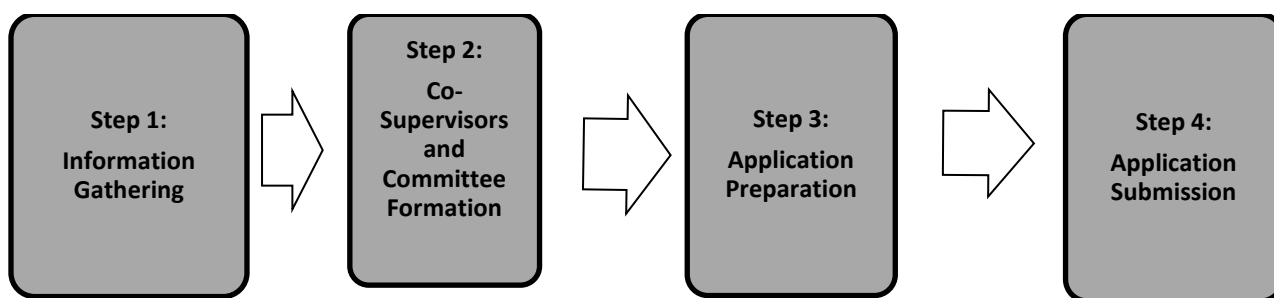 Step 1:
Information
Gathering
Step 2:
Co-
Supervisors
and
Committee
Formation
Step 3:
Application
Preparation
Step 4:
Application
Submission